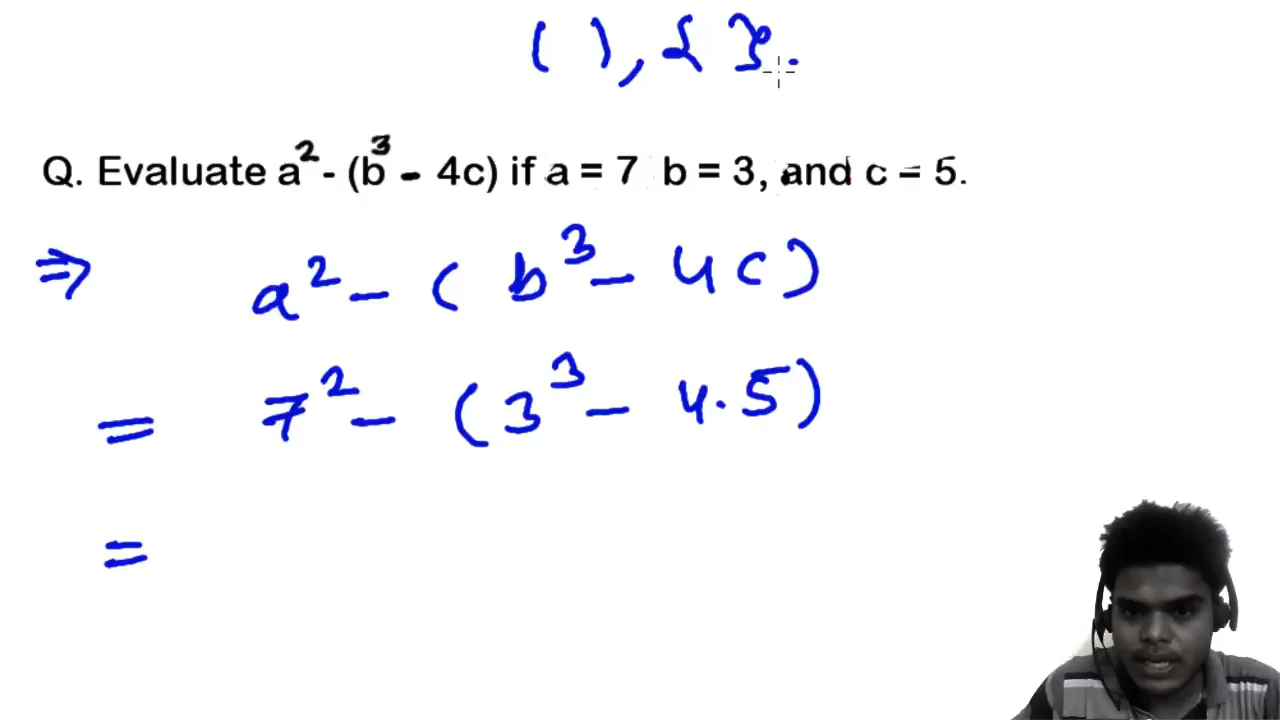 ( ), { }.
Q. Evaluate a² - (b³ - 4c) if a = 7 b = 3, and c = 5.
⇒ a² - ( b³ - 4c)
= 7² - (3³ - 4.5)
=